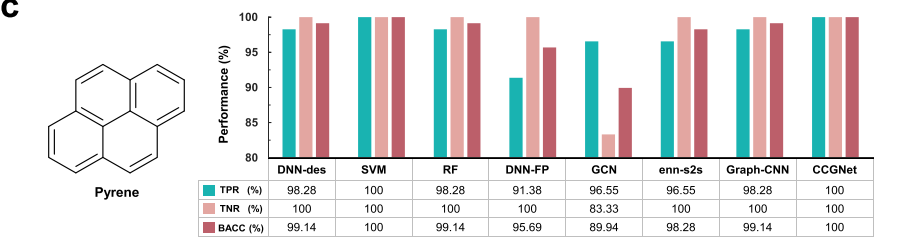 c
Performance (%)
100
95
90
85
80
Pyrene
DNN-des SVM RF DNN-FP GCN enn-s2s Graph-CNN CCGNet
TPR (%) 98.28 100 98.28 91.38 96.55 96.55 98.28 100
TNR (%) 100 100 100 100 83.33 100 100 100
BACC (%) 99.14 100 99.14 95.69 89.94 98.28 99.14 100